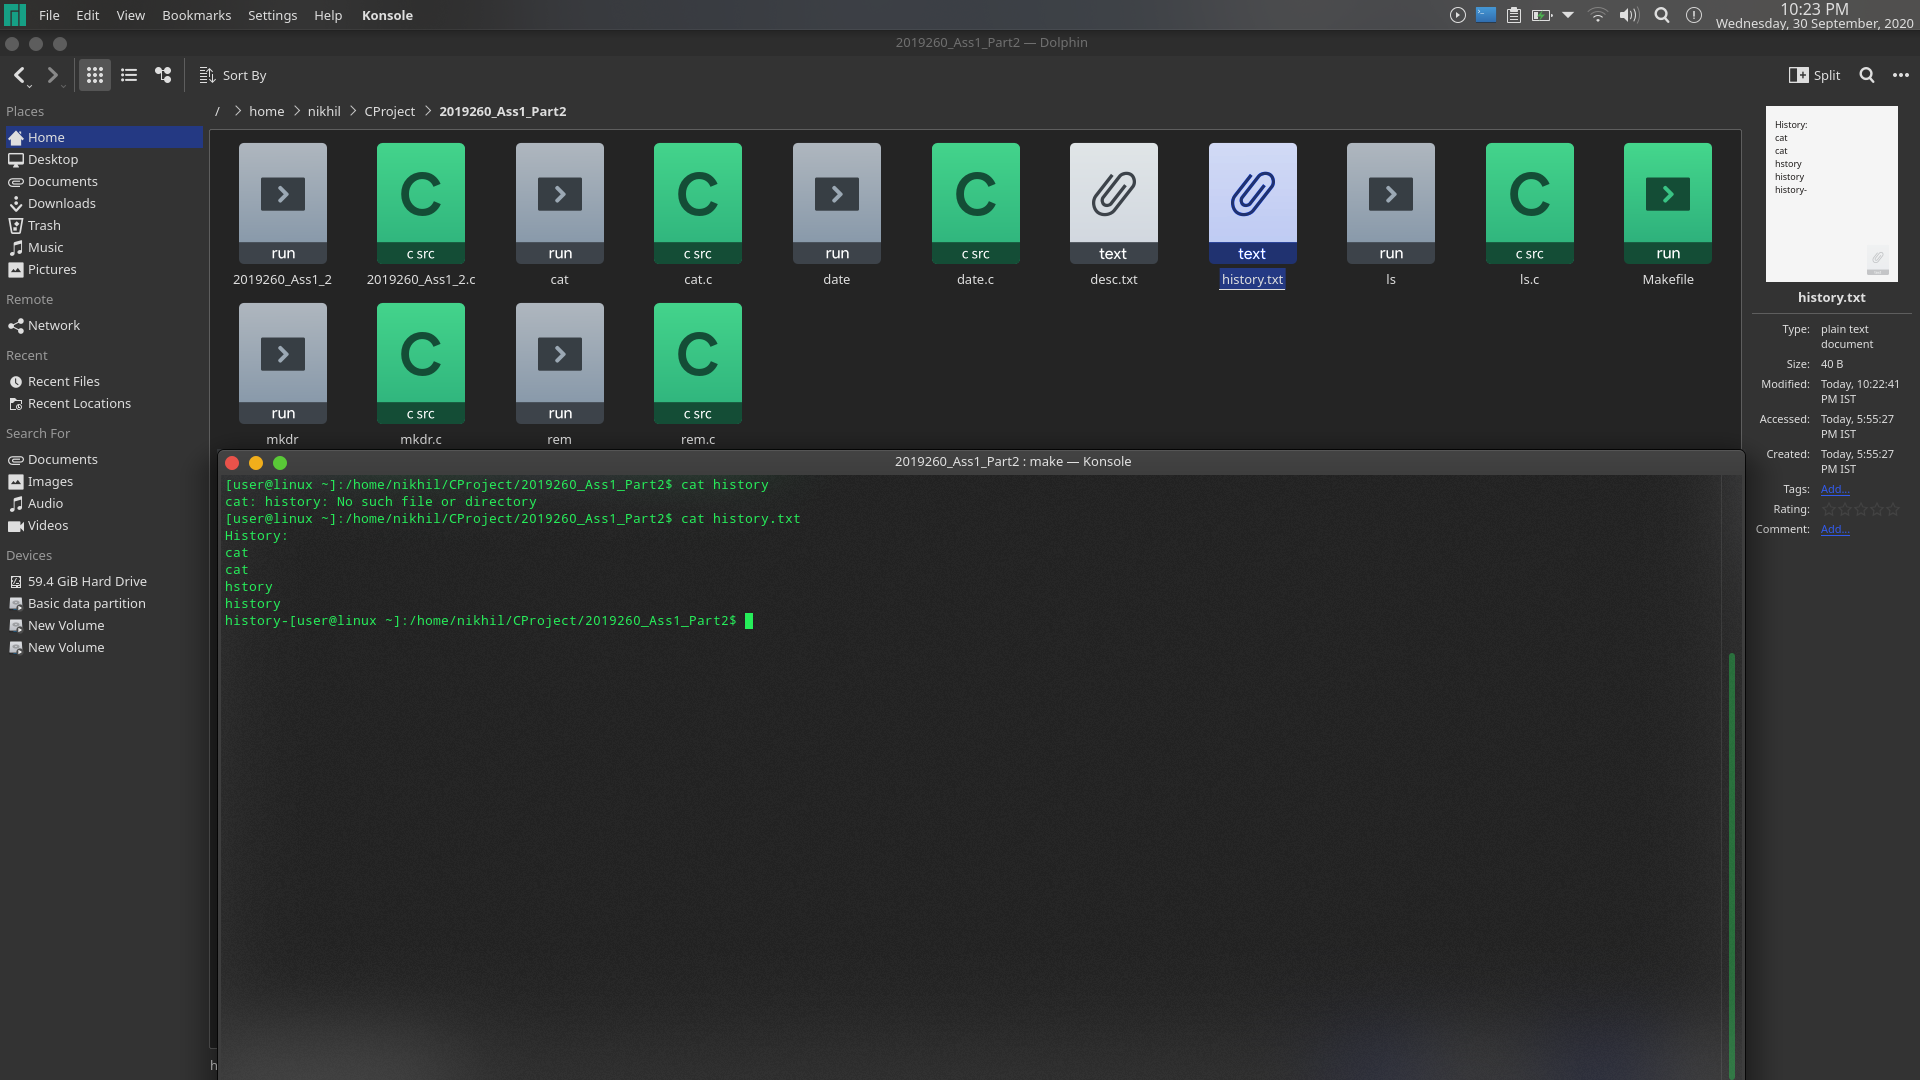 File Edit View Bookmarks Settings Help Konsole
10:23 PM
Wednesday, 30 September, 2020
2019260_Ass1_Part2 — Dolphin
Sort By
Split
Places
Home
Desktop
Documents
Downloads
Trash
Music
Pictures
Remote
Network
Recent
Recent Files
Recent Locations
Search For
Documents
Images
Audio
Videos
Devices
59.4 GiB Hard Drive
Basic data partition
New Volume
New Volume
/ > home > nikhil > CProject > 2019260_Ass1_Part2
run c src run c src run c src text text run c src run
2019260_Ass1_2 2019260_Ass1_2.c cat cat.c date date.c desc.txt history.txt ls ls.c Makefile
run c src run c src
mkdr mkdr.c rem rem.c
h
History:
cat
cat
hstory
history
history-
history.txt
Type: plain text
document
Size: 40 B
Modified: Today, 10:22:41
PM IST
Accessed: Today, 5:55:27
PM IST
Created: Today, 5:55:27
PM IST
Tags: Add...
Rating:
Comment: Add...
2019260_Ass1_Part2 : make — Konsole
[user@linux ~]:/home/nikhil/CProject/2019260_Ass1_Part2$ cat history
cat: history: No such file or directory
[user@linux ~]:/home/nikhil/CProject/2019260_Ass1_Part2$ cat history.txt
History:
cat
cat
hstory
history
history-[user@linux ~]:/home/nikhil/CProject/2019260_Ass1_Part2$